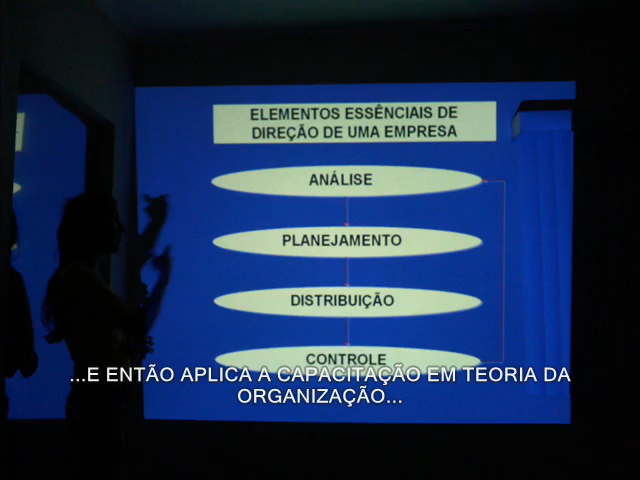 ELEMENTOS ESSÊNCIAIS DE
DIREÇÃO DE UMA EMPRESA
ANÁLISE
PLANEJAMENTO
DISTRIBUIÇÃO
CONTROLE
...E ENTÃO APLICA A CAPACITAÇÃO EM TEORIA DA
ORGANIZAÇÃO...